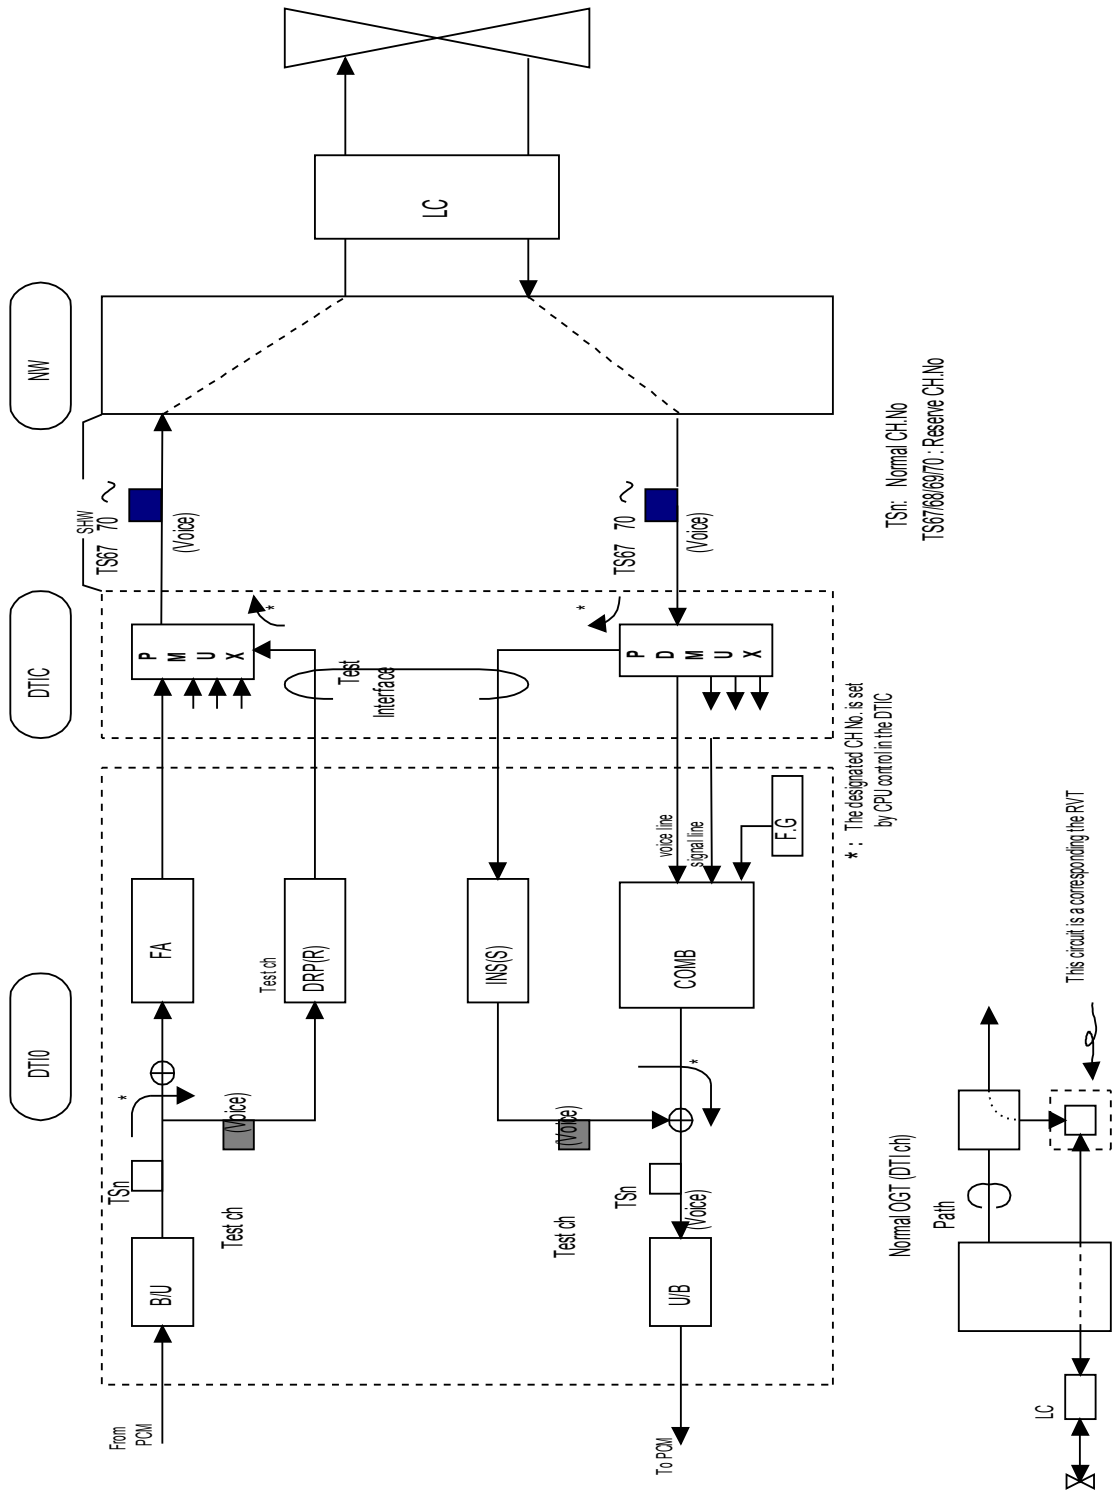 NW
DTIC
DTI0
LC
SHW
TS67 70
(Voice)
TS67 70
(Voice)
TSn: Normal CH.No
TS67/68/69/70 : Reserve CH.No
P M U X
*
Test
Interface
*
P D M U X
* : The designated CH No. is set
by CPU control in the DTIC
FA
Test ch
DRP(R)
INS(S)
voice line
signal line
F.G
COMB
*
(Voice)
TSn
Test ch
B/U
From
PCM
(Voice)
*
TSn
(Voice)
Test ch
U/B
To PCM
This circuit is a corresponding the RVT
Normal OGT (DTI ch)
Path
LC